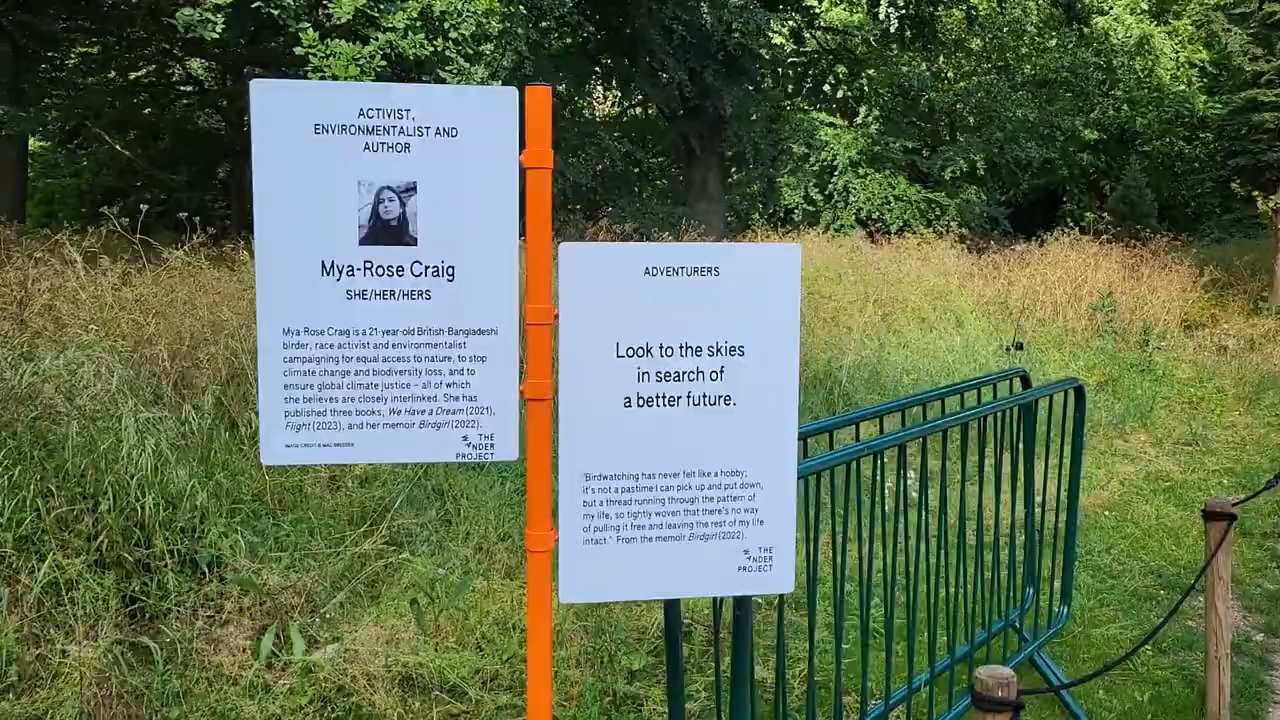 ACTIVIST,
ENVIRONMENTALIST AND
AUTHOR
Mya-Rose Craig
SHE/HER/HERS
Mya-Rose Craig is a 21-year-old British-Bangladeshi
birder, race activist and environmentalist
campaigning for equal access to nature, to stop
climate change and biodiversity loss, and to
ensure global climate justice – all of which
she believes are closely interlinked. She has
published three books; We Have a Dream (2021),
Flight (2023), and her memoir Birdgirl (2022).
IMAGE CREDIT ©
THE
NDER
PROJECT
ADVENTURERS
Look to the skies
in search of
a better future.
'Birdwatching has never felt like a hobby;
it's not a pastime I can pick up and put down,
but a thread running through the pattern of
my life, so tightly woven that there's no way
of pulling it free and leaving the rest of my life
intact.' From the memoir Birdgirl (2022).
THE
NDER
PROJECT